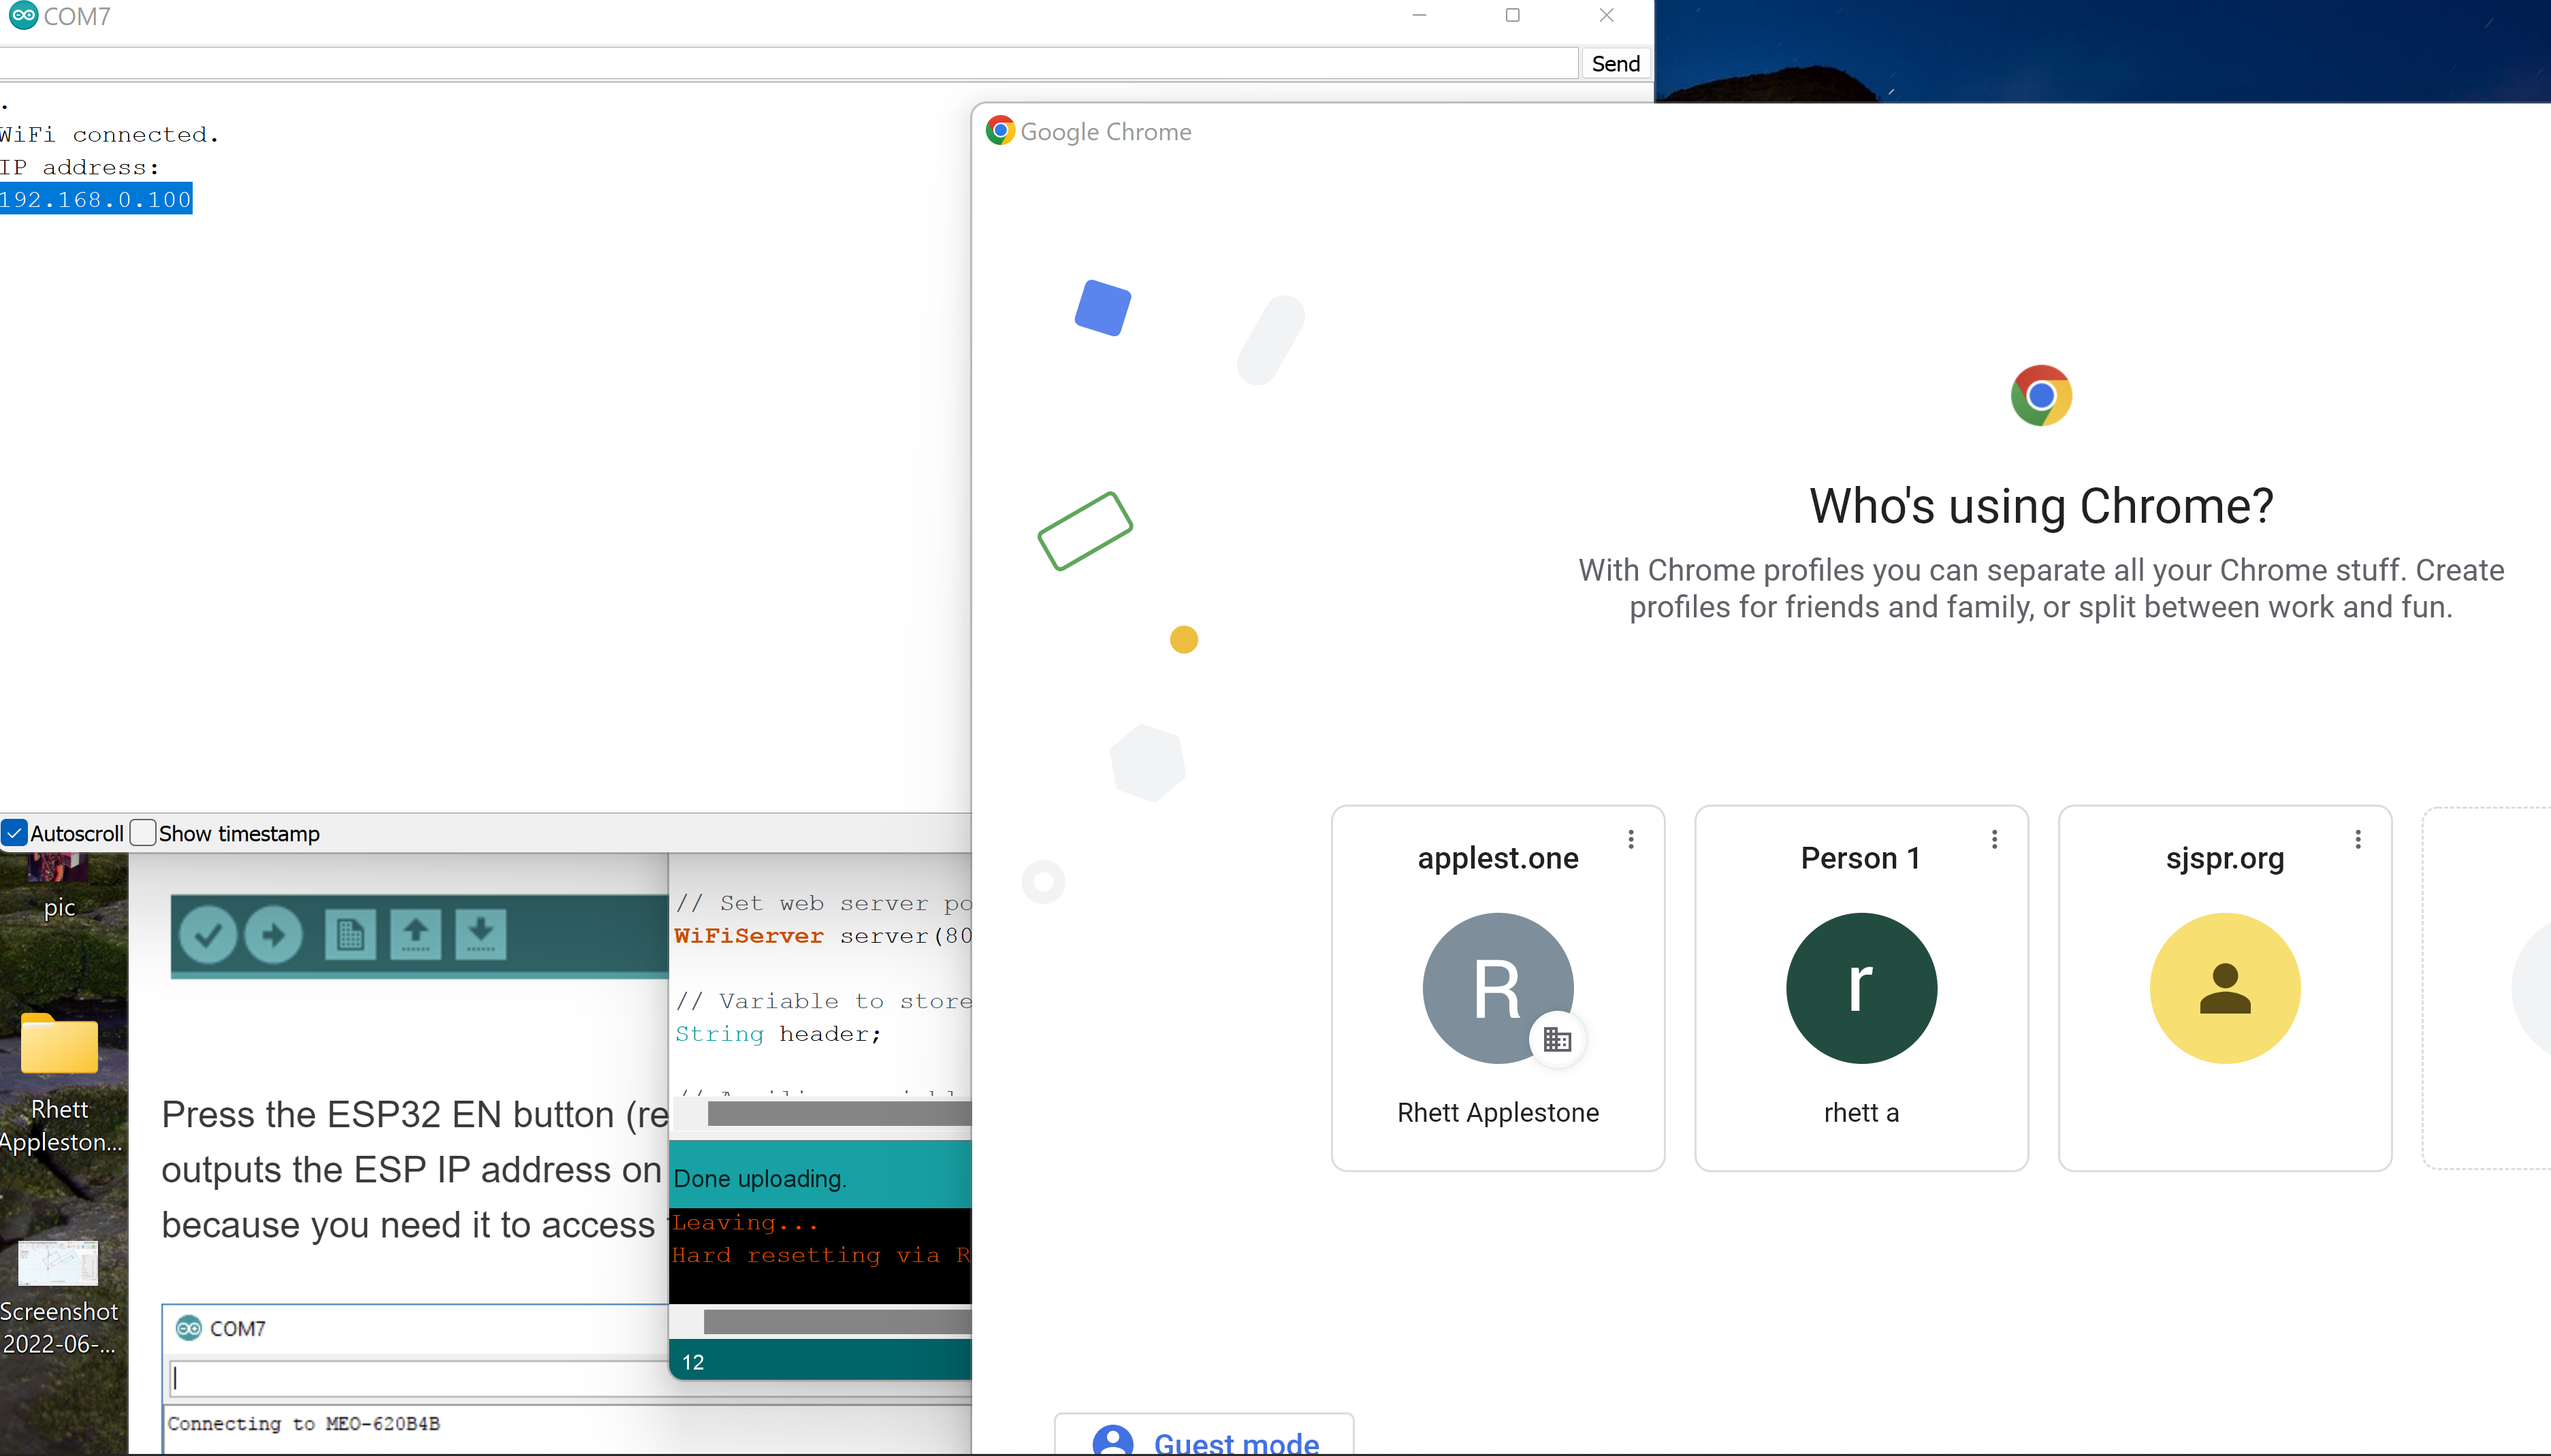 COM7
Send
.
WiFi connected.
IP address:
192.168.0.100
Autoscroll
Show timestamp
Google Chrome
Who's using Chrome?
With Chrome profiles you can separate all your Chrome stuff. Create
profiles for friends and family, or split between work and fun.
applest.one
R
Rhett Applestone
Person 1
r
rhett a
sjspr.org
Guest mode
pic
Rhett
Appleston...
Screenshot
2022-06-...
Press the ESP32 EN button (re
outputs the ESP IP address on
because you need it to access
COM7
Connecting to MEO-620B4B
// Set web server po
WiFiServer server(80
// Variable to store
String header;
Done uploading.
Leaving...
Hard resetting via R
12